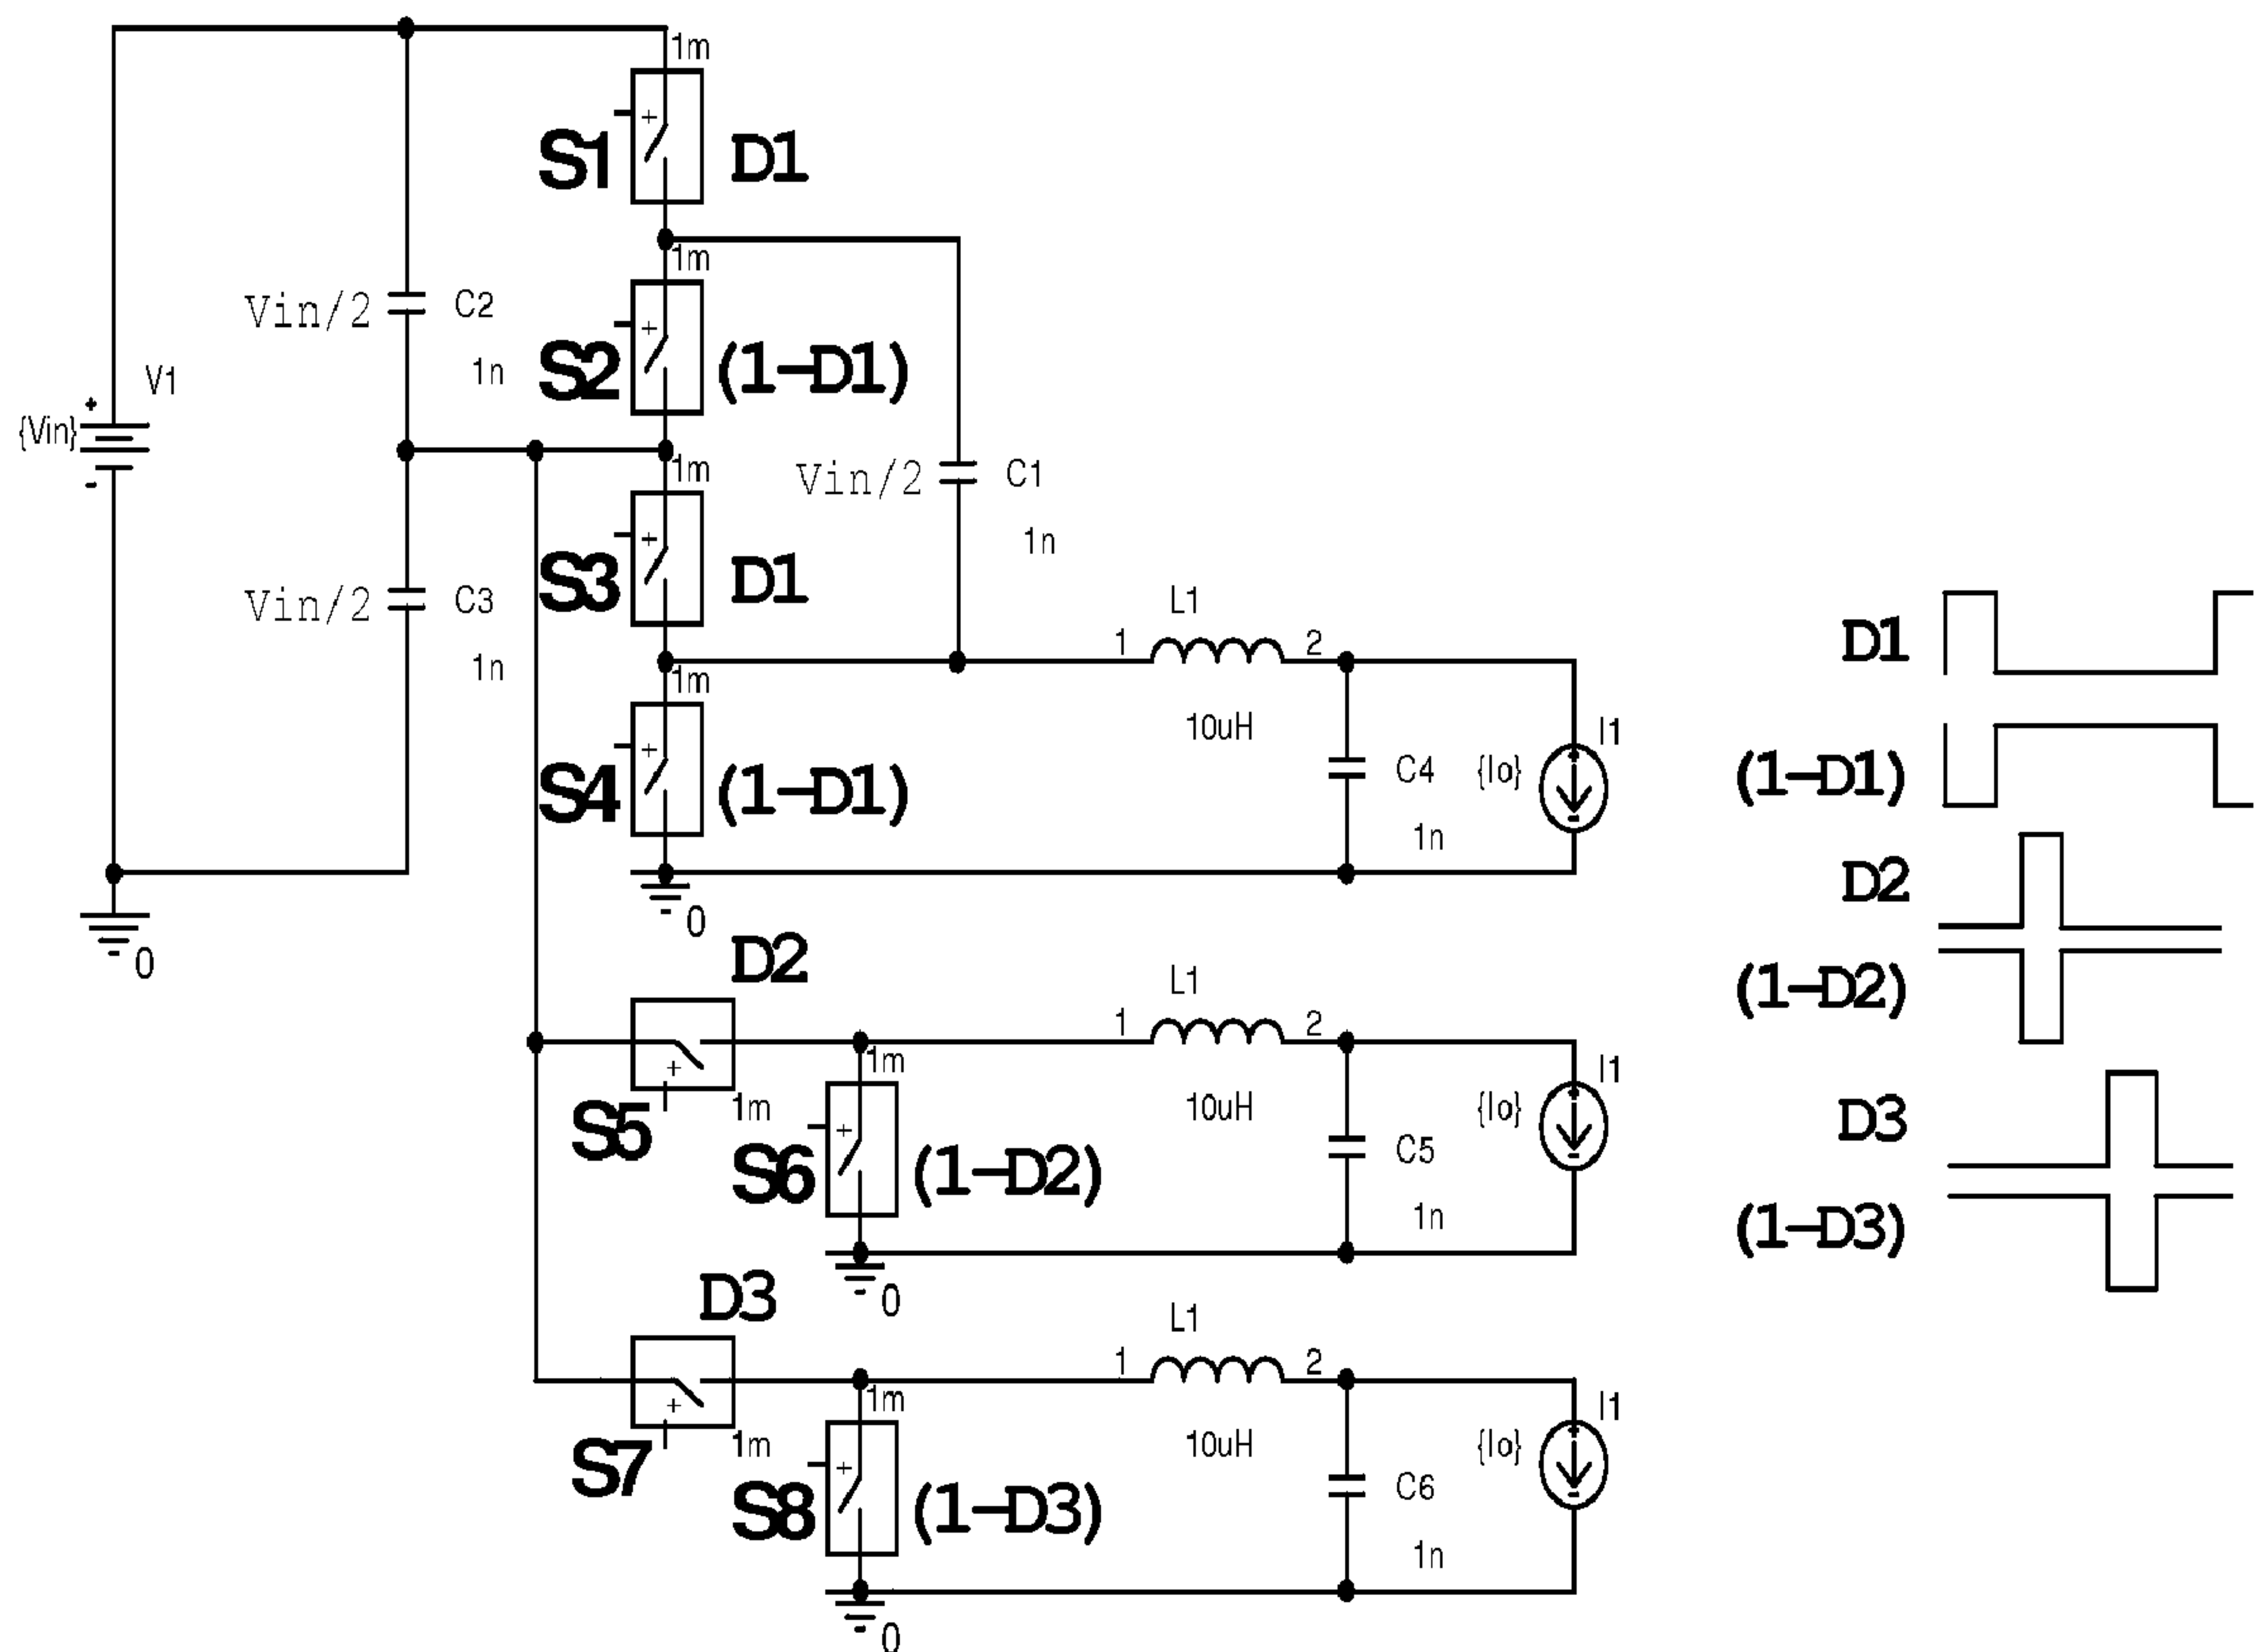 1m
S1 D1
1m
Vin/2 C2
1n
S2 (1-D1)
V1
+
{Vin}
-
1m
Vin/2 C1
1n
S3 D1
Vin/2 C3
1n
L1
1 2
10uH
1m
S4 (1-D1)
C4
1n
{Io} I1
0
0
D2
L1
1 2
10uH
S5 1m
1m
S6 (1-D2)
C5
1n
{Io} I1
0
D3
L1
1 2
10uH
S7 1m
1m
S8 (1-D3)
C6
1n
{Io} I1
0
D1
(1-D1)
D2
(1-D2)
D3
(1-D3)